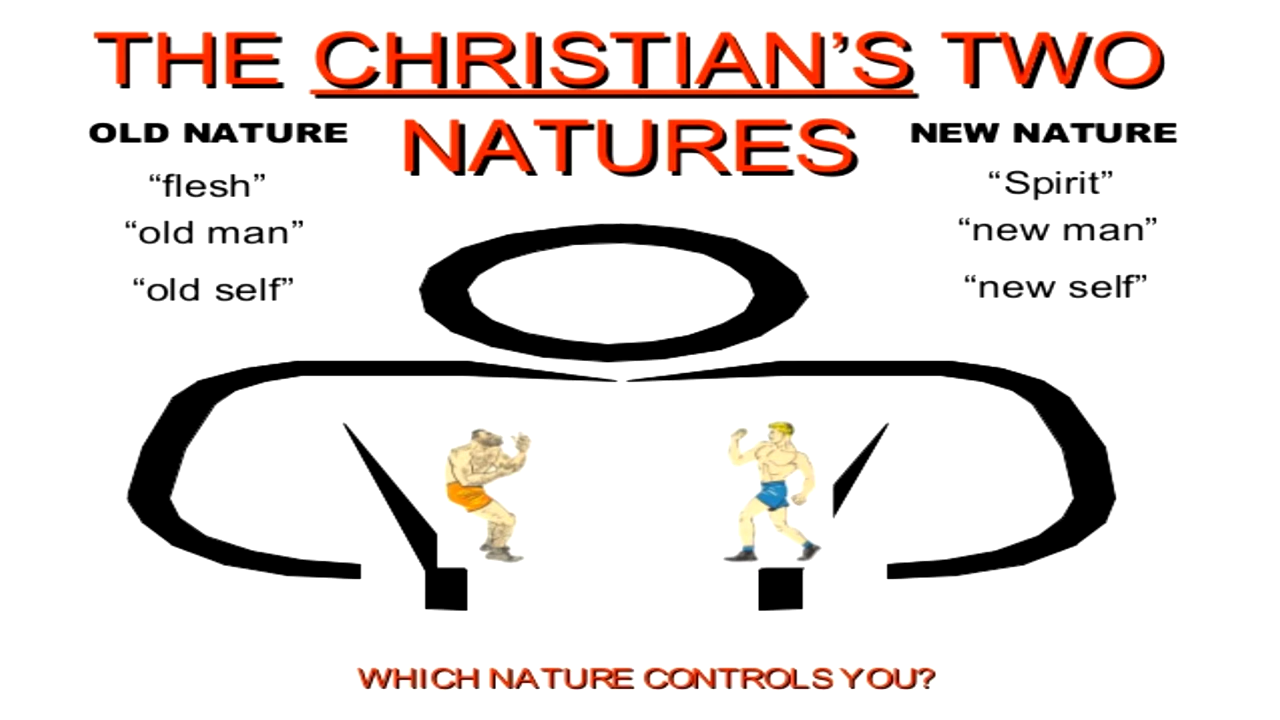 THE CHRISTIAN’S TWO
NATURES
OLD NATURE
“flesh”
“old man”
“old self”
NEW NATURE
“Spirit”
“new man”
“new self”
WHICH NATURE CONTROLS YOU?